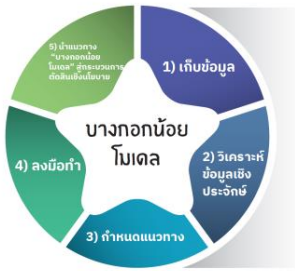 บางกอกน้อย
โมเดล
1) เก็บข้อมูล
2) วิเคราะห์
ข้อมูลเชิง
ประจักษ์
3) กำหนดแนวทาง
4) ลงมือทำ
5) นำแนวทาง
"บางกอกน้อย
โมเดล" สู่กระบวนการ
ตัดสินเชิงนโยบาย